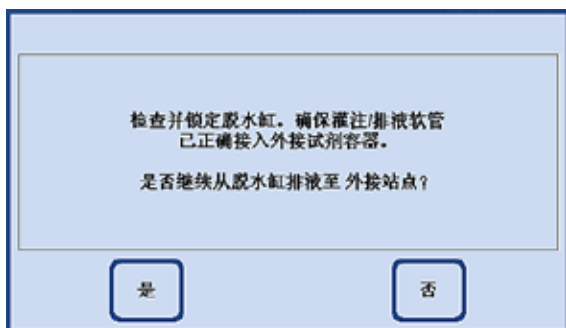 检查并锁定脱水缸。确保灌注/排液软管
已正确接入外接试剂容器。
是否继续从脱水缸排液至 外接站点?
是
否